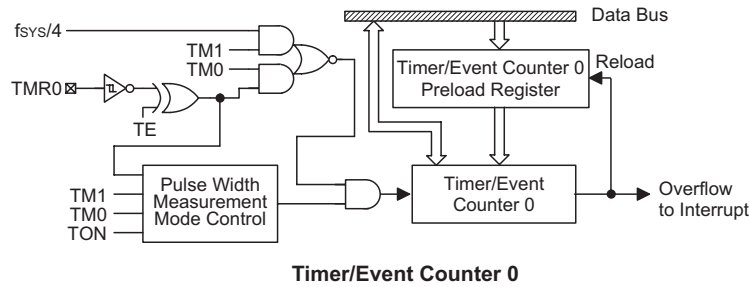 fSYS/4
TM1
TM0
TMR0
TE
TM1
TM0
TON
Pulse Width
Measurement
Mode Control
Data Bus
Timer/Event Counter 0
Preload Register
Reload
Timer/Event
Counter 0
Overflow
to Interrupt
Timer/Event Counter 0